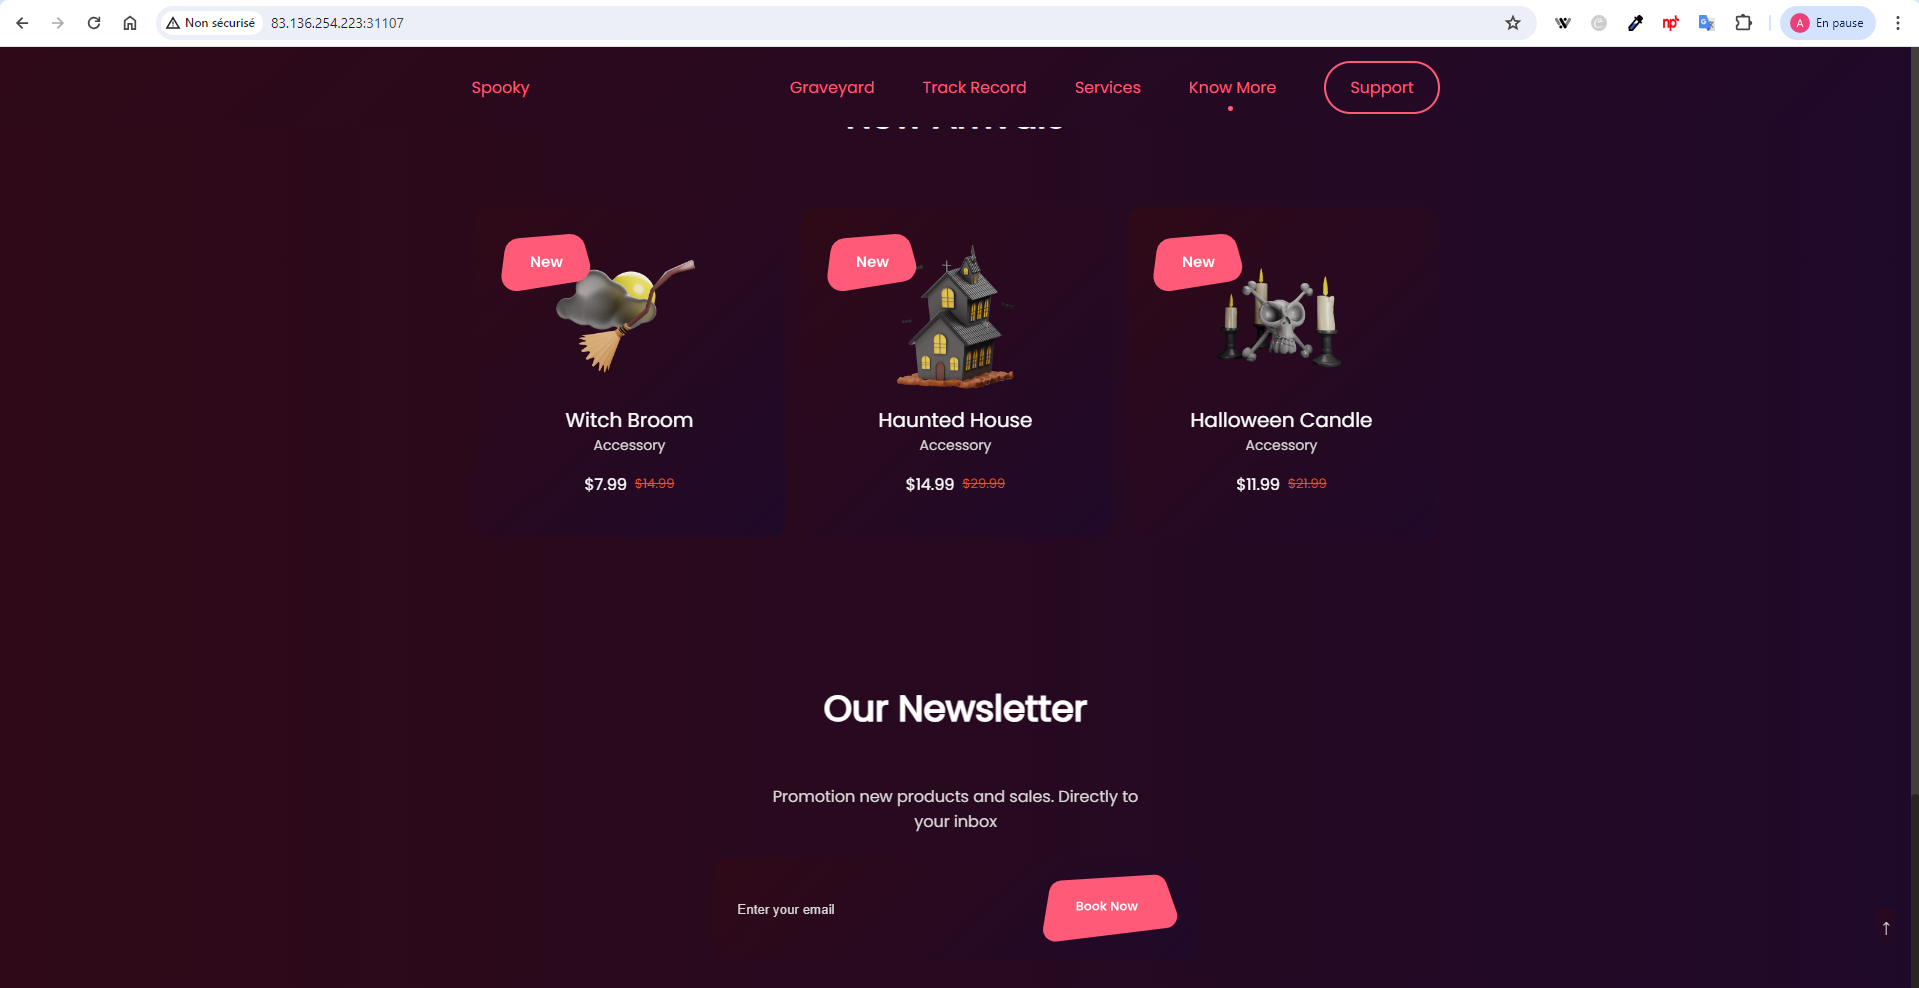 Non sécurisé 83.136.254.223:31107 En pause
A
Spooky Graveyard Track Record Services Know More Support
New Arrivals
New New New
Witch Broom Haunted House Halloween Candle
Accessory Accessory Accessory
$7.99 $14.99 $14.99 $29.99 $11.99 $21.99
Our Newsletter
Promotion new products and sales. Directly to
your inbox
Enter your email Book Now